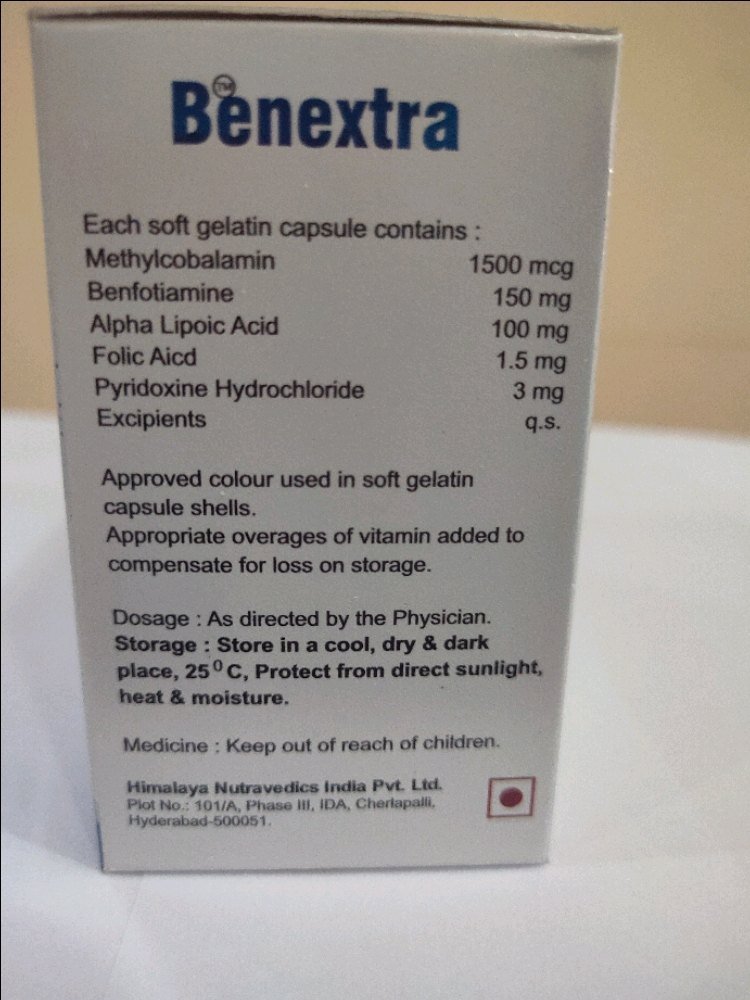 Benextra
TM
Each soft gelatin capsule contains :
Methylcobalamin 1500 mcg
Benfotiamine 150 mg
Alpha Lipoic Acid 100 mg
Folic Aicd 1.5 mg
Pyridoxine Hydrochloride 3 mg
Excipients q.s.
Approved colour used in soft gelatin
capsule shells.
Appropriate overages of vitamin added to
compensate for loss on storage.
Dosage : As directed by the Physician.
Storage : Store in a cool, dry & dark
place, 25⁰ C, Protect from direct sunlight,
heat & moisture.
Medicine : Keep out of reach of children.
Himalaya Nutravedics India Pvt. Ltd.
Plot No.: 101/A, Phase III, IDA, Cherlapalli,
Hyderabad-500051.